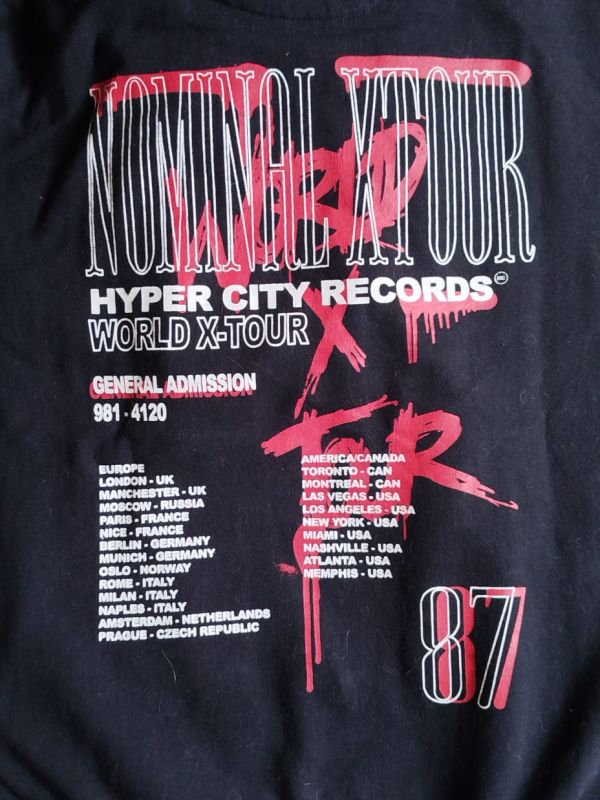 NOMINAL XTOUR
WORLD
X
TOUR
HYPER CITY RECORDS HC
WORLD X-TOUR
GENERAL ADMISSION
981 - 4120
EUROPE
LONDON - UK
MANCHESTER - UK
MOSCOW - RUSSIA
PARIS - FRANCE
NICE - FRANCE
BERLIN - GERMANY
MUNICH - GERMANY
OSLO - NORWAY
ROME - ITALY
MILAN - ITALY
NAPLES - ITALY
AMSTERDAM - NETHERLANDS
PRAGUE - CZECH REPUBLIC
AMERICA/CANADA
TORONTO - CAN
MONTREAL - CAN
LAS VEGAS - USA
LOS ANGELES - USA
NEW YORK - USA
MIAMI - USA
NASHVILLE - USA
ATLANTA - USA
MEMPHIS - USA
87